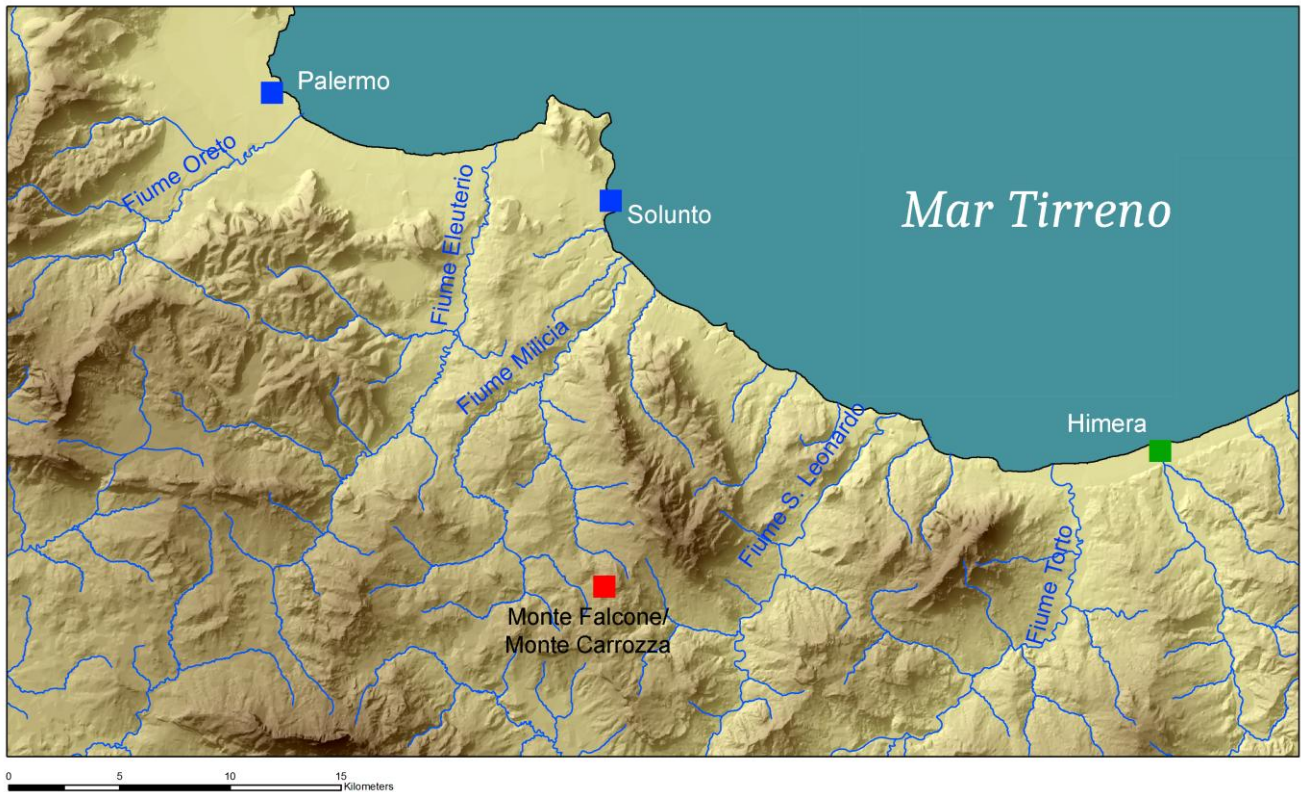 Palermo
Fiume Oreto
Fiume Eleuterio
Solunto
Mar Tirreno
Fiume Milicia
Himera
Fiume S. Leonardo
Fiume Torto
Monte Falcone/
Monte Carrozza
0 5 10 15
Kilometers